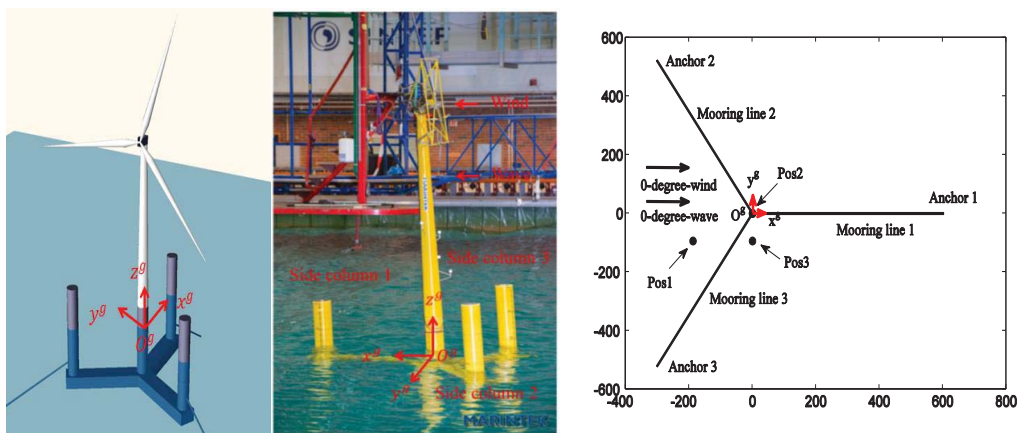 z^g
x^g
y^g
O^g
Wind
Side column 3
Side column 1
z^g
x^g
O^g
y^g
Side column 2
MARINTEK
600
400
200
0
-200
-400
-600
-400
-200
0
200
400
600
800
Anchor 2
Mooring line 2
0-degree-wind
0-degree-wave
y^g
Pos2
O^g
x^g
Anchor 1
Mooring line 1
Pos1
Pos3
Mooring line 3
Anchor 3